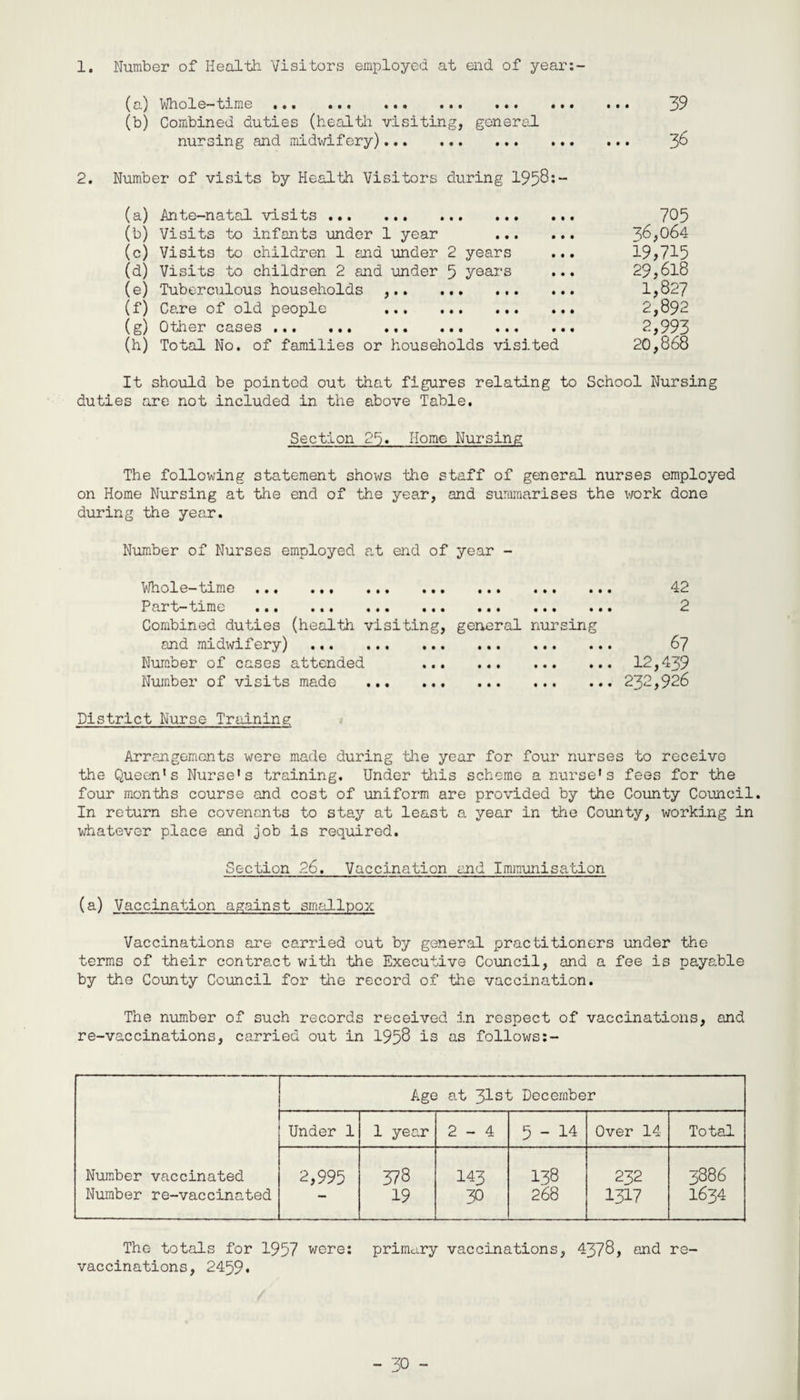 1. Number of Health Visitors employed at end of year:-
(a) Whole-time ... ... ... ... ... ... ... 39
(b) Combined duties (health visiting, general
nursing and midwifery)... ... ... ... ... 36
2. Number of visits by Health Visitors during 1958:-
(a) Ante-natal visits ... ... ... ... ... 705
(b) Visits to infants under 1 year ... ... 36,064
(c) Visits to children 1 and under 2 years ... 19,715
(d) Visits to children 2 and under 5 years ... 29,618
(e) Tuberculous households ,.. ... ... ... 1,827
(f) Care of old people ... ... ... ... 2,892
(g) Other cases ... ... ... ... ... ... 2,993
(h) Total No. of families or households visited 20,868
It should be pointed out that figures relating to School Nursing
duties are not included in the above Table.
Section 25. Home Nursing
The following statement shows the staff of general nurses employed
on Home Nursing at the end of the year, and summarises the work done
during the year.
Number of Nurses employed at end of year -
Whole-time ... ... ... ... ... ... ... 42
Part-time ... ... ... ... ... ... ... 2
Combined duties (health visiting, general nursing
and midwifery) ... ... ... ... ... ... 67
Number of cases attended ... ... ... ... 12,439
Number of visits made ... ... ... ... ... 232,926
District Nurse Training
Arrangements were made during the year for four nurses to receive
the Queen's Nurse's training. Under this scheme a nurse's fees for the
four months course and cost of uniform are provided by the County Council.
In return she covenants to stay at least a year in the County, working in
whatever place and job is required.
Section 26. Vaccination and Immunisation
(a) Vaccination against smallpox
Vaccinations are carried out by general practitioners under the
terms of their contract with the Executive Council, and a fee is payable
by the County Council for the record of the vaccination.
The number of such records received in respect of vaccinations, and
re-vaccinations, carried out in 1958 is as follows:-
Age at 31st December
Under 1 1 year 2 - 4 5 - 14 Over 14 Total
Number vaccinated 2,995 378 143 138 232 3886
Number re-vaccinated - 19 30 268 1317 1634
The totals for 1957 were: primary vaccinations, 4378, and re-
vaccinations, 2459.
- 30 -